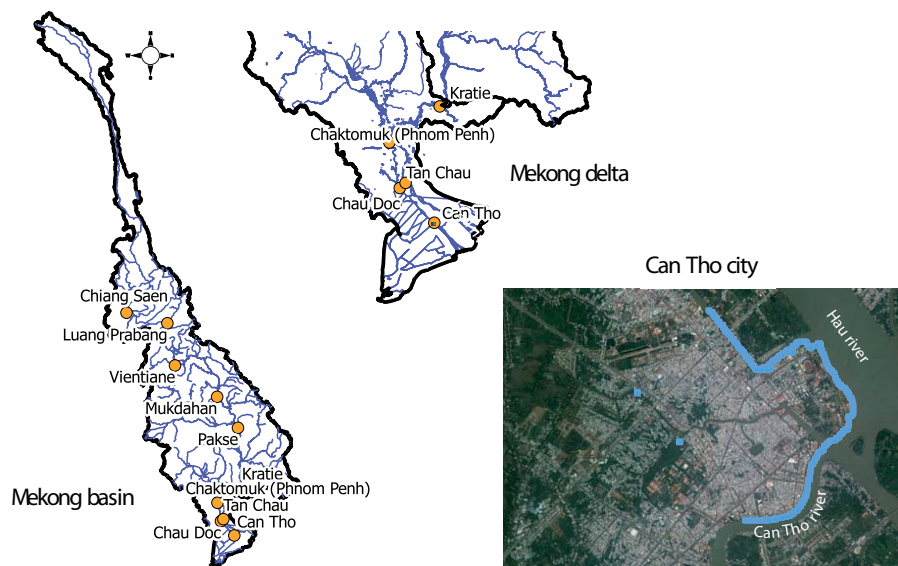 Kratie
Chaktomuk (Phnom Penh)
Tan Chau
Mekong delta
Chau Doc
Can Tho
Can Tho city
Chiang Saen
Luang Prabang
Vientiane
Mukdahan
Pakse
Kratie
Chaktomuk (Phnom Penh)
Mekong basin
Tan Chau
Chau Doc
Can Tho
Hau river
Can Tho river